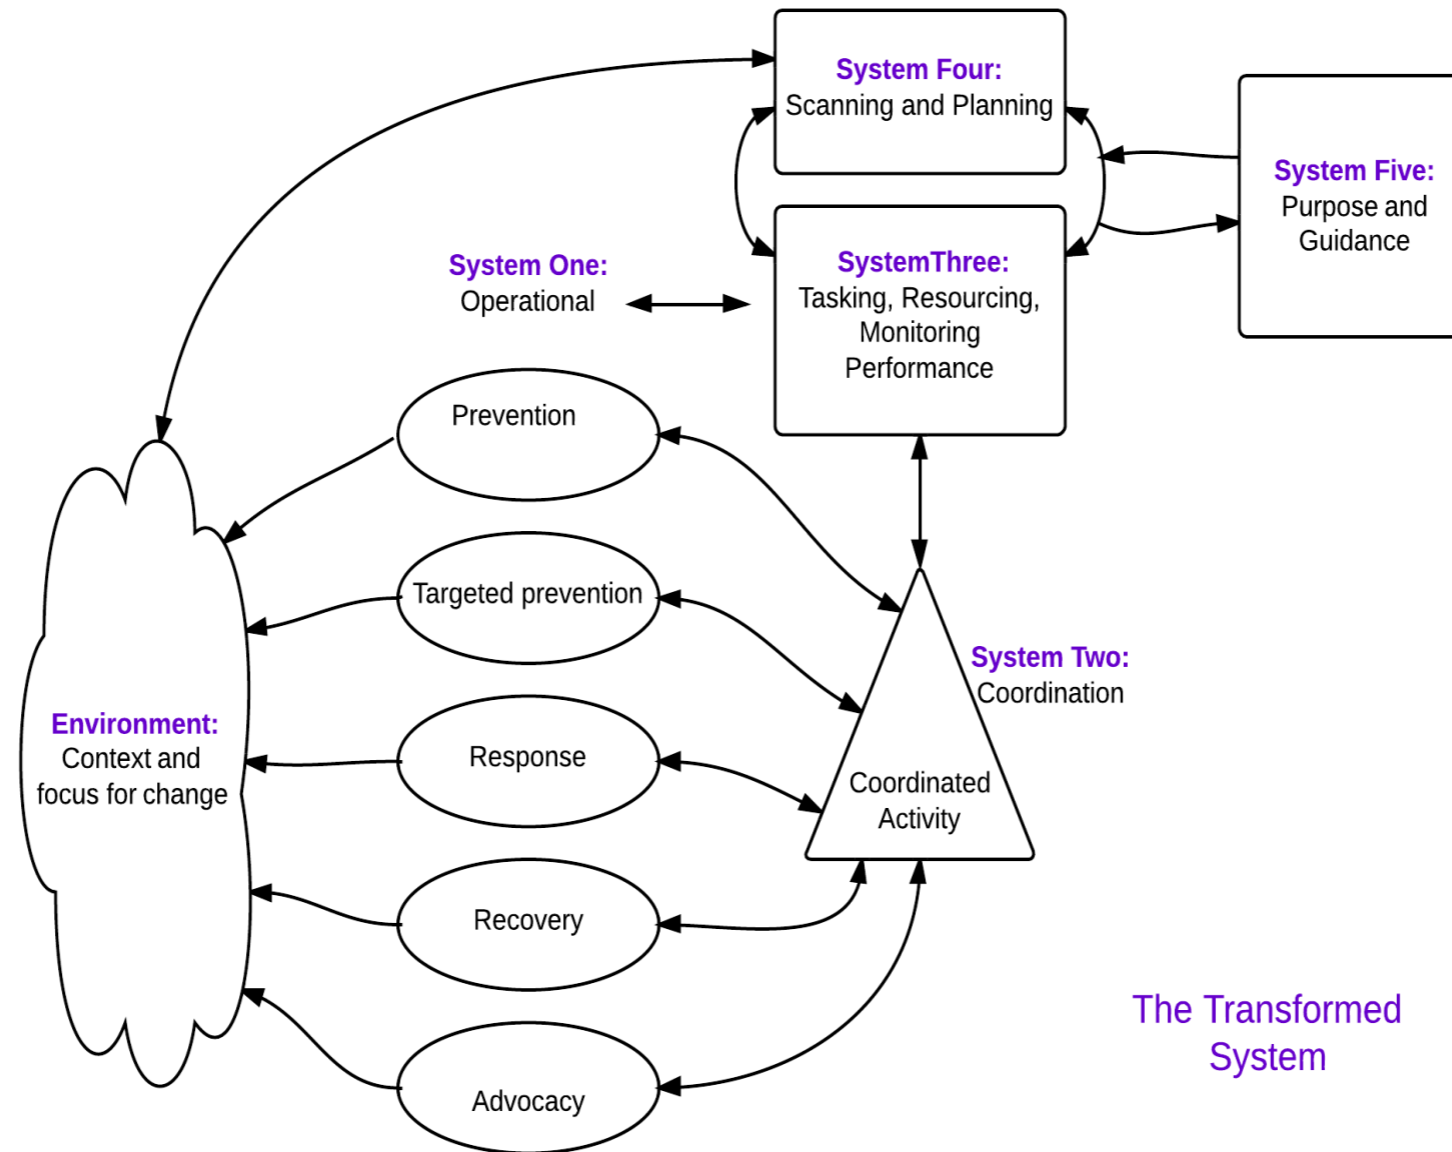 System Four:
Scanning and Planning
System Five:
Purpose and
Guidance
System One:
Operational
SystemThree:
Tasking, Resourcing,
Monitoring
Performance
Prevention
Targeted prevention
System Two:
Coordination
Environment:
Context and
focus for change
Response
Coordinated
Activity
Recovery
Advocacy
The Transformed
System